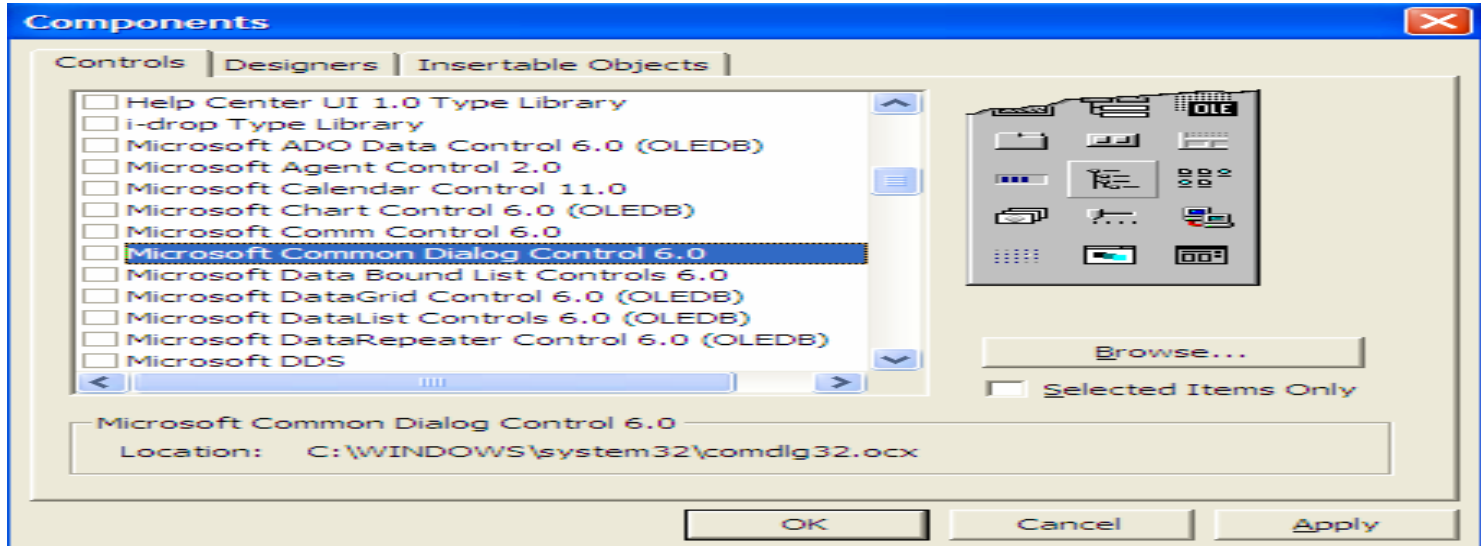 Components
Controls Designers Insertable Objects
Help Center UI 1.0 Type Library
i-drop Type Library
Microsoft ADO Data Control 6.0 (OLEDB)
Microsoft Agent Control 2.0
Microsoft Calendar Control 11.0
Microsoft Chart Control 6.0 (OLEDB)
Microsoft Comm Control 6.0
Microsoft Common Dialog Control 6.0
Microsoft Data Bound List Controls 6.0
Microsoft DataGrid Control 6.0 (OLEDB)
Microsoft DataList Controls 6.0 (OLEDB)
Microsoft DataRepeater Control 6.0 (OLEDB)
Microsoft DDS
OLE
Browse...
Selected Items Only
Microsoft Common Dialog Control 6.0
Location: C:\WINDOWS\system32\comdlg32.ocx
OK Cancel Apply